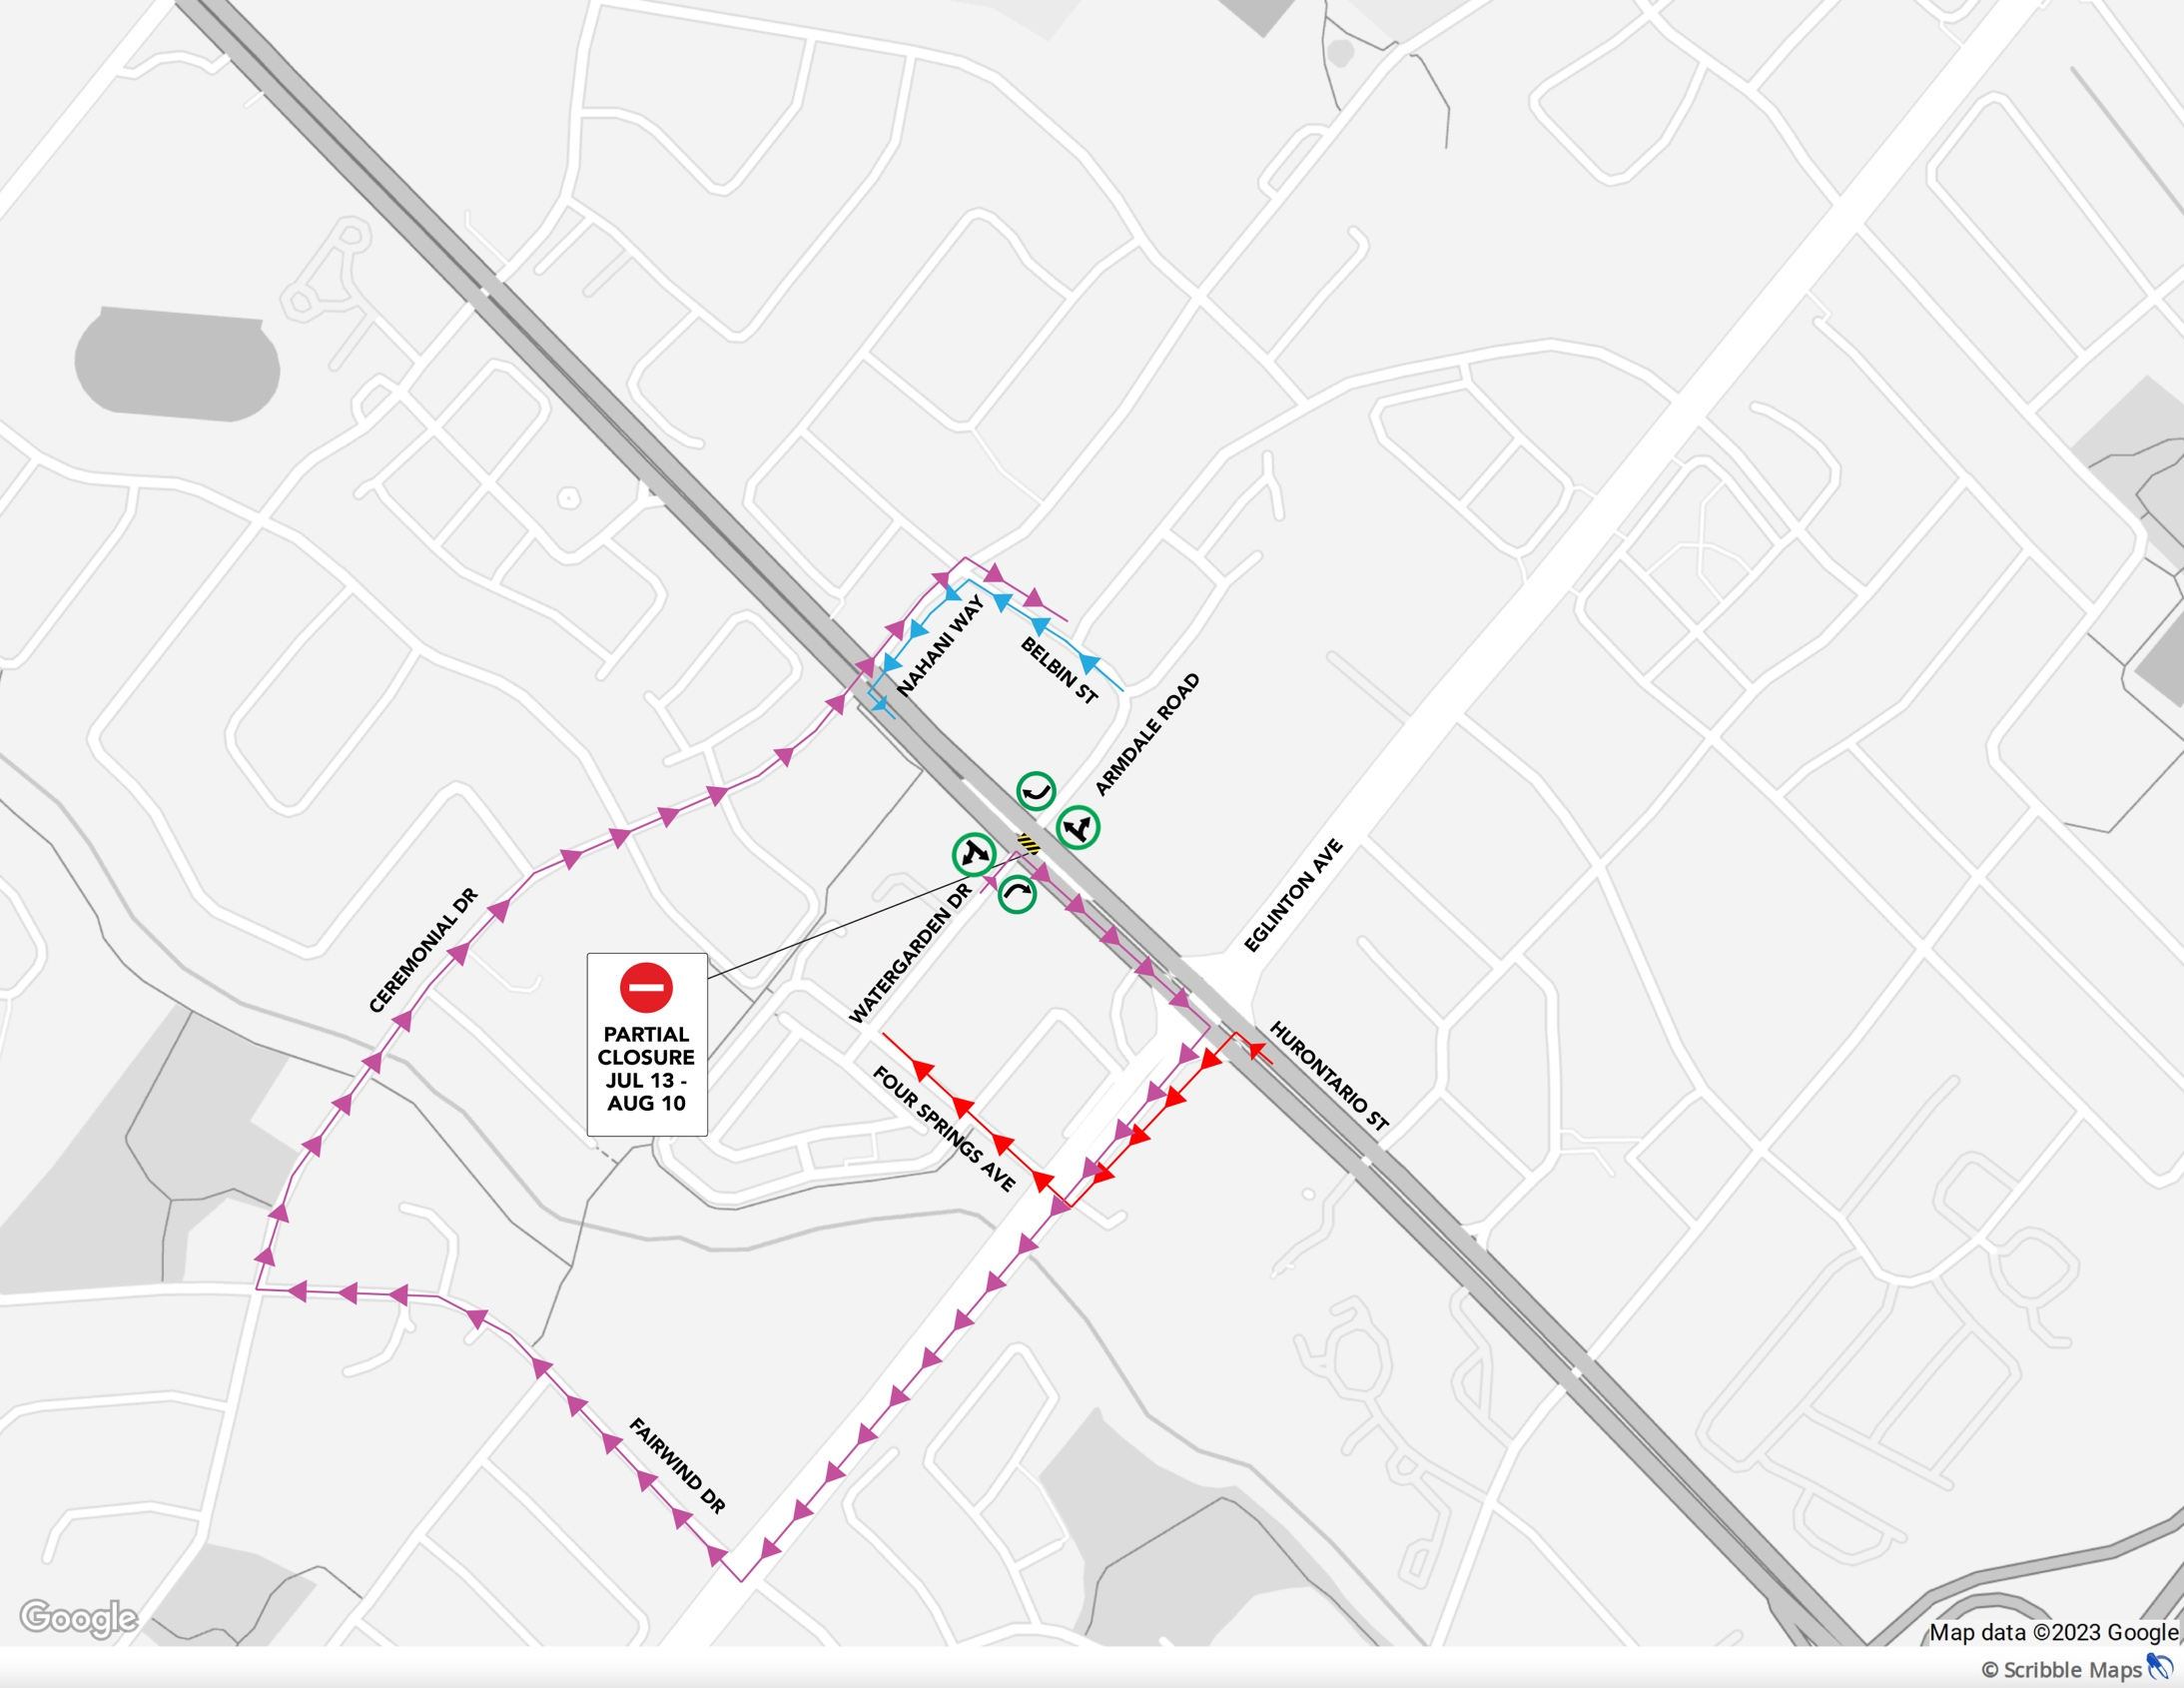 NAHANI WAY
BELBIN ST
ARMDALE ROAD
EGLINTON AVE
CEREMONIAL DR
WATERGARDEN DR
PARTIAL
CLOSURE
JUL 13 -
AUG 10
HURONTARIO ST
FOUR SPRINGS AVE
FAIRWIND DR
Google
Map data ©2023 Google
© Scribble Maps